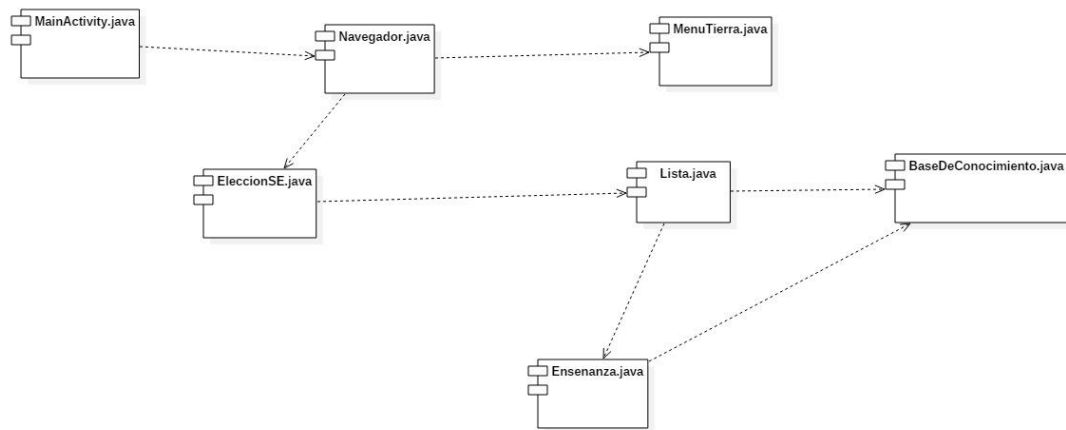 MainActivity.java
Navegador.java
MenuTierra.java
EleccionSE.java
Lista.java
BaseDeConocimiento.java
Ensenanza.java